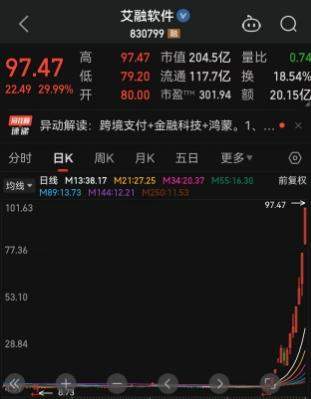 艾融软件
830799 融
97.47 高 97.47 市值 204.5亿 量比 0.74
22.49 29.99% 低 79.20 流通 117.7亿 换 18.54%
开 80.00 市盈TTM 301.94 额 20.15亿
异动解读：跨境支付+金融科技+鸿蒙。1、...
分时 日K 周K 月K 五日 更多
均线 日线 M13:38.17 M21:27.25 M34:20.37 M55:16.30 前复权
M89:13.73 M144:12.21 M250:11.53
101.63 97.47
77.36
53.10
28.84
8.73